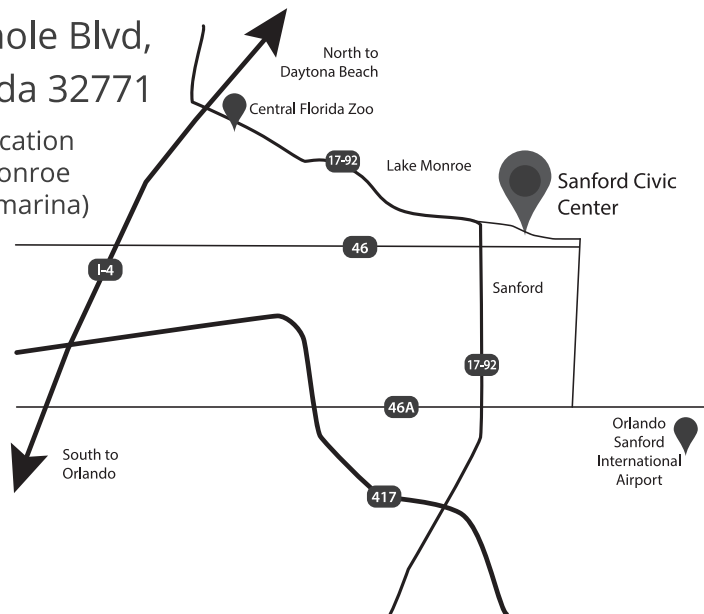 nole Blvd,
da 32771
cation
onroe
marina)
North to
Daytona Beach
Central Florida Zoo
17-92
Lake Monroe
Sanford Civic
Center
46
I-4
Sanford
17-92
46A
Orlando
Sanford
International
Airport
South to
Orlando
417